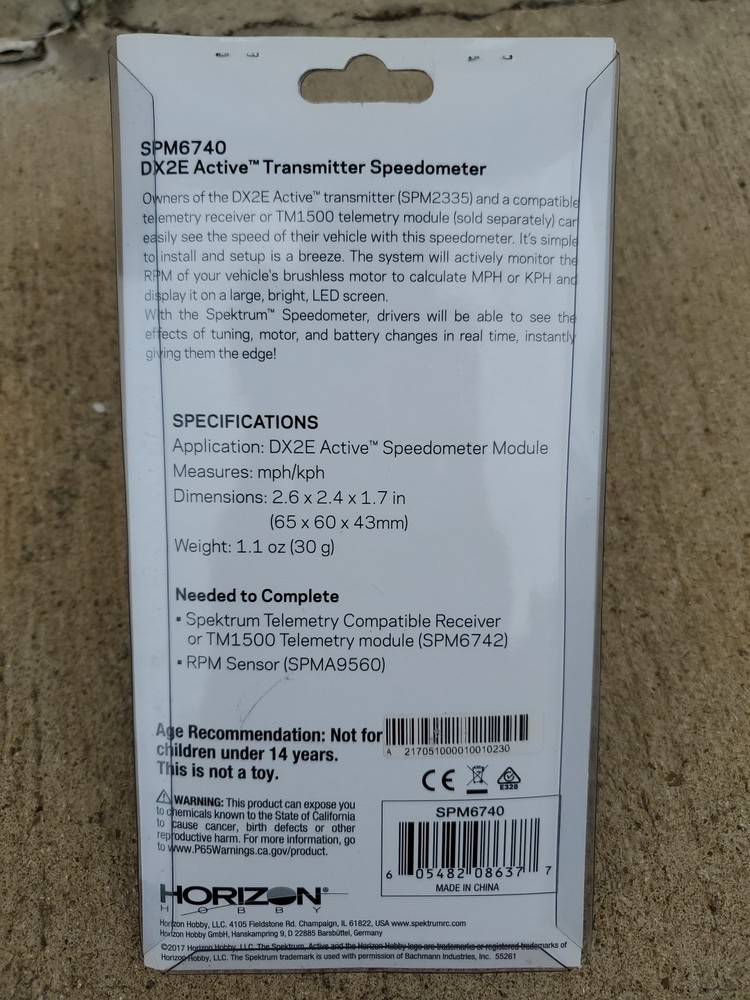 SPM6740
DX2E Active™ Transmitter Speedometer
Owners of the DX2E Active™ transmitter (SPM2335) and a compatible
telemetry receiver or TM1500 telemetry module (sold separately) can
easily see the speed of their vehicle with this speedometer. It's simple
to install and setup is a breeze. The system will actively monitor the
RPM of your vehicle's brushless motor to calculate MPH or KPH and
display it on a large, bright, LED screen.
With the Spektrum™ Speedometer, drivers will be able to see the
effects of tuning, motor, and battery changes in real time, instantly
giving them the edge!
SPECIFICATIONS
Application: DX2E Active™ Speedometer Module
Measures: mph/kph
Dimensions: 2.6 x 2.4 x 1.7 in
(65 x 60 x 43mm)
Weight: 1.1 oz (30 g)
Needed to Complete
▪ Spektrum Telemetry Compatible Receiver
or TM1500 Telemetry module (SPM6742)
▪ RPM Sensor (SPMA9560)
Age Recommendation: Not for
children under 14 years.
This is not a toy.
A 217051000010010230
CE
E328
⚠ WARNING: This product can expose you
to chemicals known to the State of California
to cause cancer, birth defects or other
reproductive harm. For more information, go
to www.P65Warnings.ca.gov/product.
SPM6740
6 05482 08637 7
MADE IN CHINA
HORIZON®
HOBBY
Horizon Hobby, LLC. 4105 Fieldstone Rd. Champaign, IL 61822, USA www.spektrumrc.com
Horizon Hobby GmbH, Hanskampring 9, D 22885 Barsbüttel, Germany
©2017 Horizon Hobby, LLC. The Spektrum, Active and the Horizon Hobby logo are trademarks or registered trademarks of
Horizon Hobby, LLC. The Spektrum trademark is used with permission of Bachmann Industries, Inc. 55261